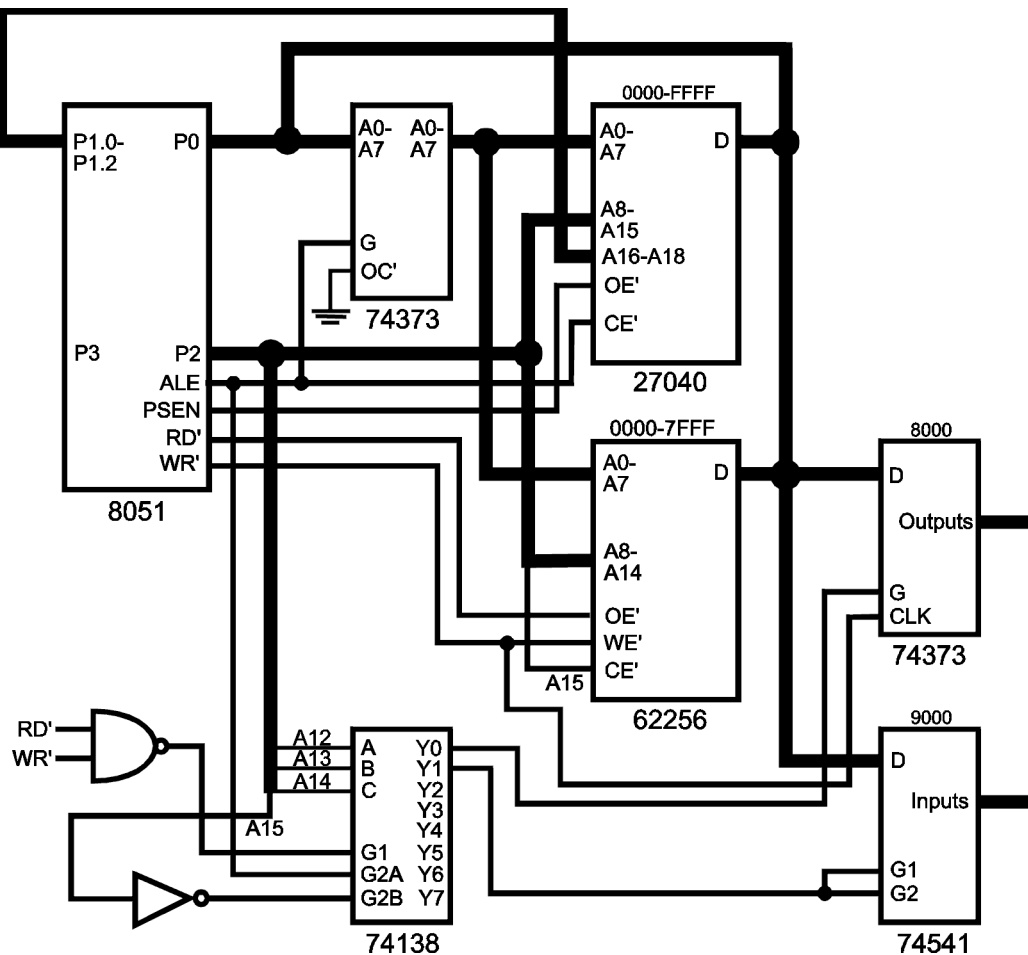 P1.0-
P1.2
P0
P3
P2
ALE
PSEN
RD'
WR'
8051
A0-
A7
A0-
A7
G
OC'
74373
0000-FFFF
A0-
A7
D
A8-
A15
A16-A18
OE'
CE'
27040
0000-7FFF
A0-
A7
D
A8-
A14
OE'
WE'
CE'
A15
62256
8000
D
Outputs
G
CLK
74373
9000
D
Inputs
G1
G2
74541
RD'
WR'
A12
A13
A14
A15
A
B
C
G1
G2A
G2B
Y0
Y1
Y2
Y3
Y4
Y5
Y6
Y7
74138